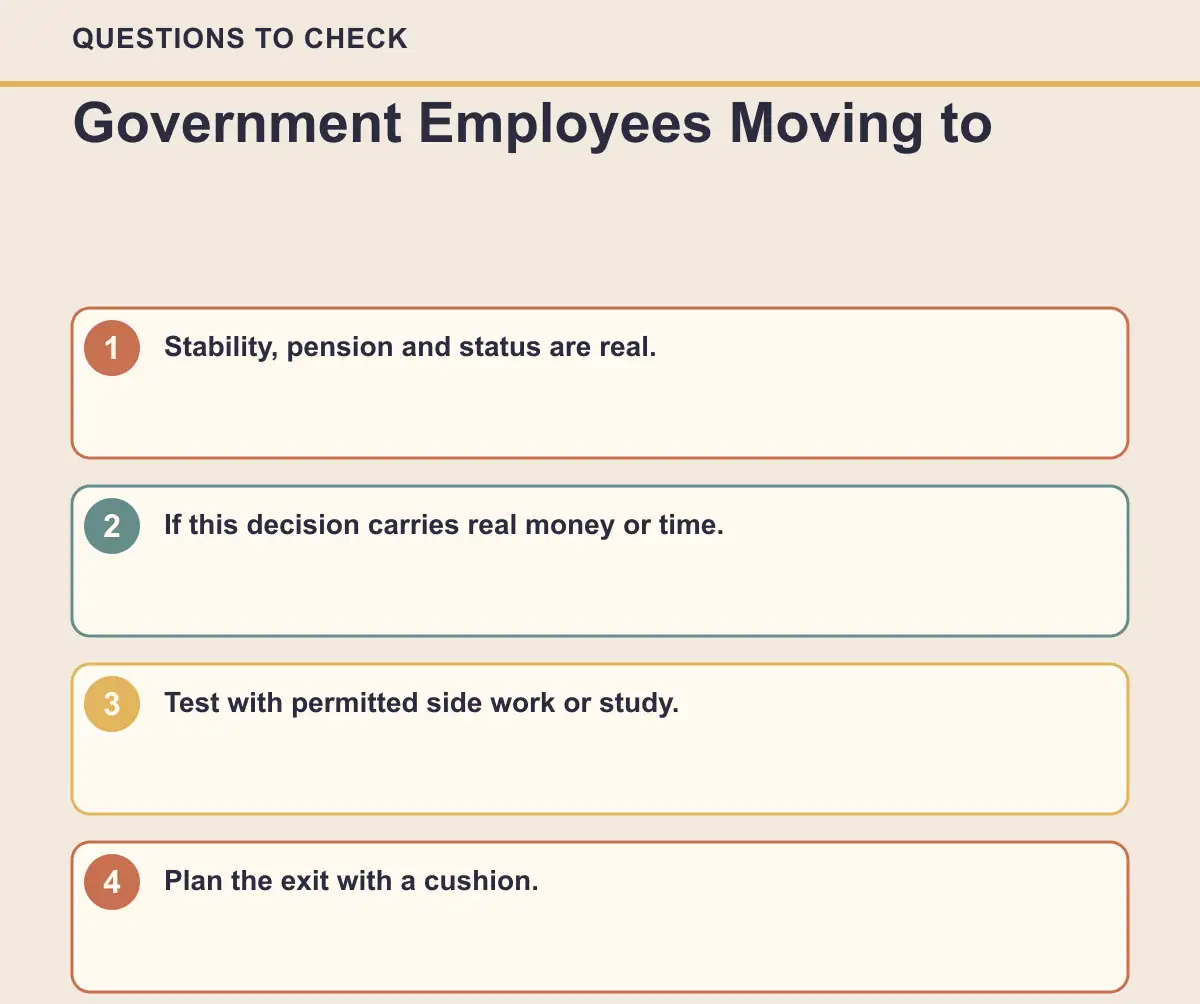 QUESTIONS TO CHECK
Government Employees Moving to
1 Stability, pension and status are real.
2 If this decision carries real money or time.
3 Test with permitted side work or study.
4 Plan the exit with a cushion.